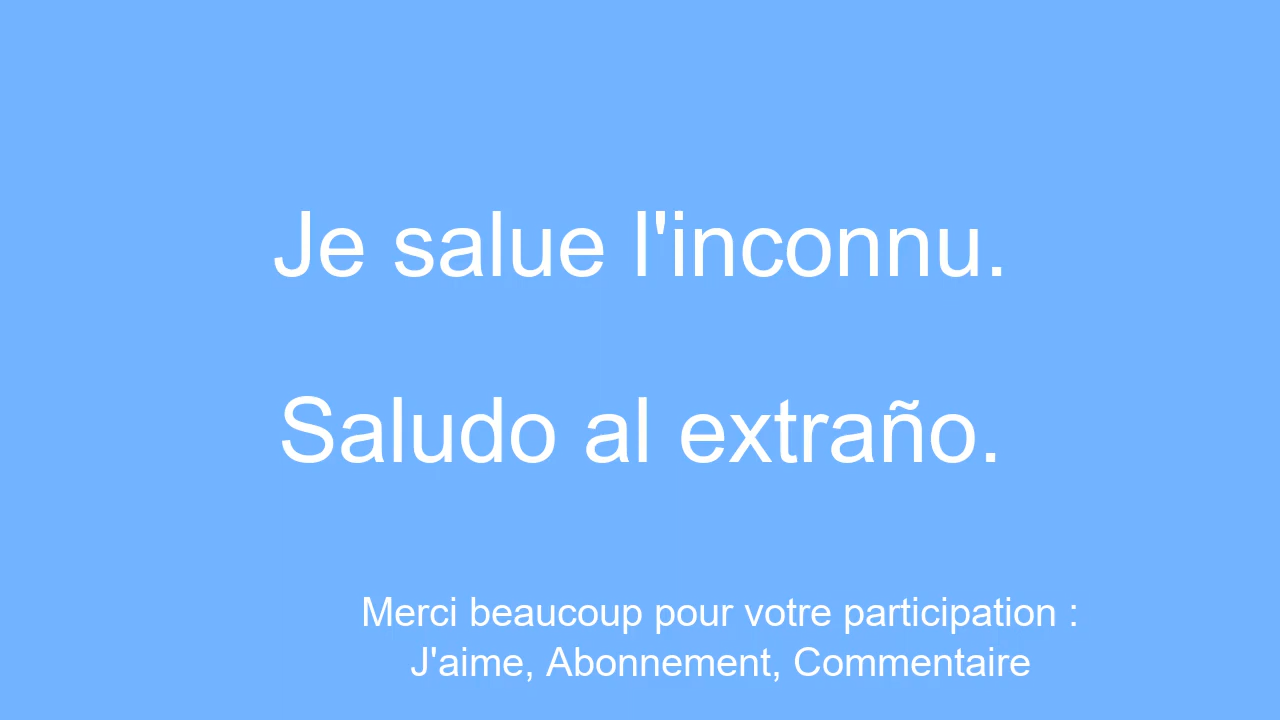 Je salue l'inconnu.
Saludo al extraño.
Merci beaucoup pour votre participation :
J'aime, Abonnement, Commentaire